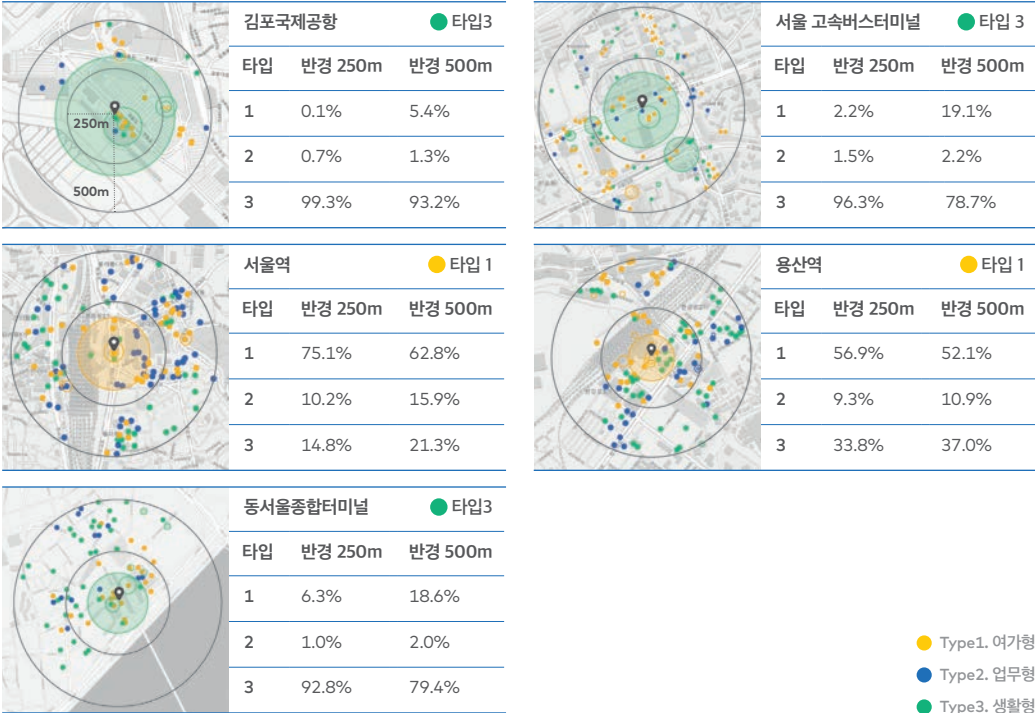 김포국제공항 타입3
타입 반경 250m 반경 500m
1 0.1% 5.4%
2 0.7% 1.3%
3 99.3% 93.2%
250m
500m
서울 고속버스터미널 타입 3
타입 반경 250m 반경 500m
1 2.2% 19.1%
2 1.5% 2.2%
3 96.3% 78.7%
서울역 타입 1
타입 반경 250m 반경 500m
1 75.1% 62.8%
2 10.2% 15.9%
3 14.8% 21.3%
용산역 타입 1
타입 반경 250m 반경 500m
1 56.9% 52.1%
2 9.3% 10.9%
3 33.8% 37.0%
동서울종합터미널 타입3
타입 반경 250m 반경 500m
1 6.3% 18.6%
2 1.0% 2.0%
3 92.8% 79.4%
Type1. 여가형
Type2. 업무형
Type3. 생활형